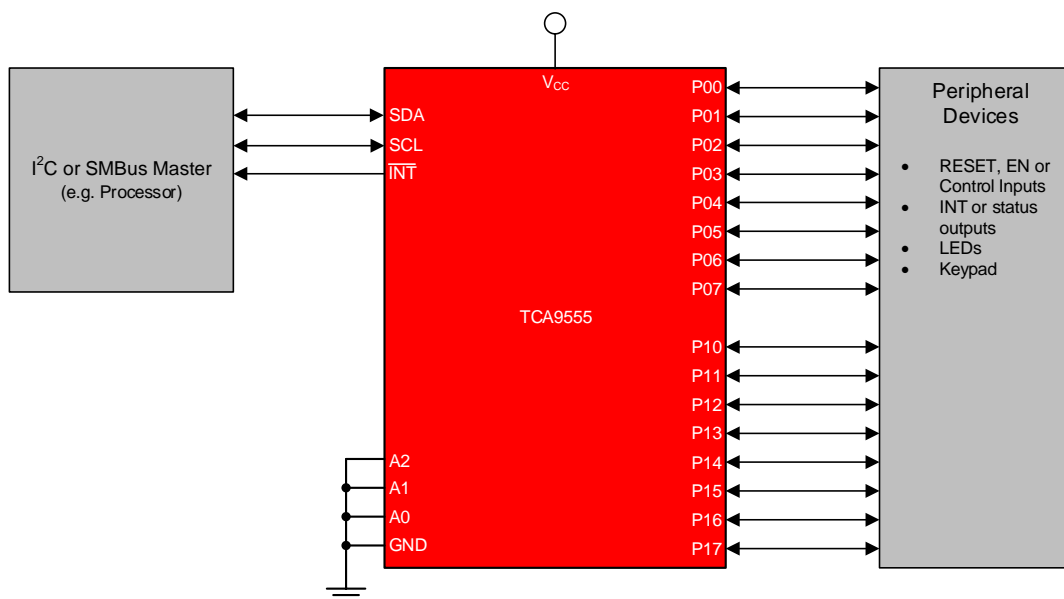 I²C or SMBus Master
(e.g. Processor)
V_CC
SDA
SCL
INT
TCA9555
A2
A1
A0
GND
P00
P01
P02
P03
P04
P05
P06
P07
P10
P11
P12
P13
P14
P15
P16
P17
Peripheral
Devices
• RESET, EN or
Control Inputs
• INT or status
outputs
• LEDs
• Keypad